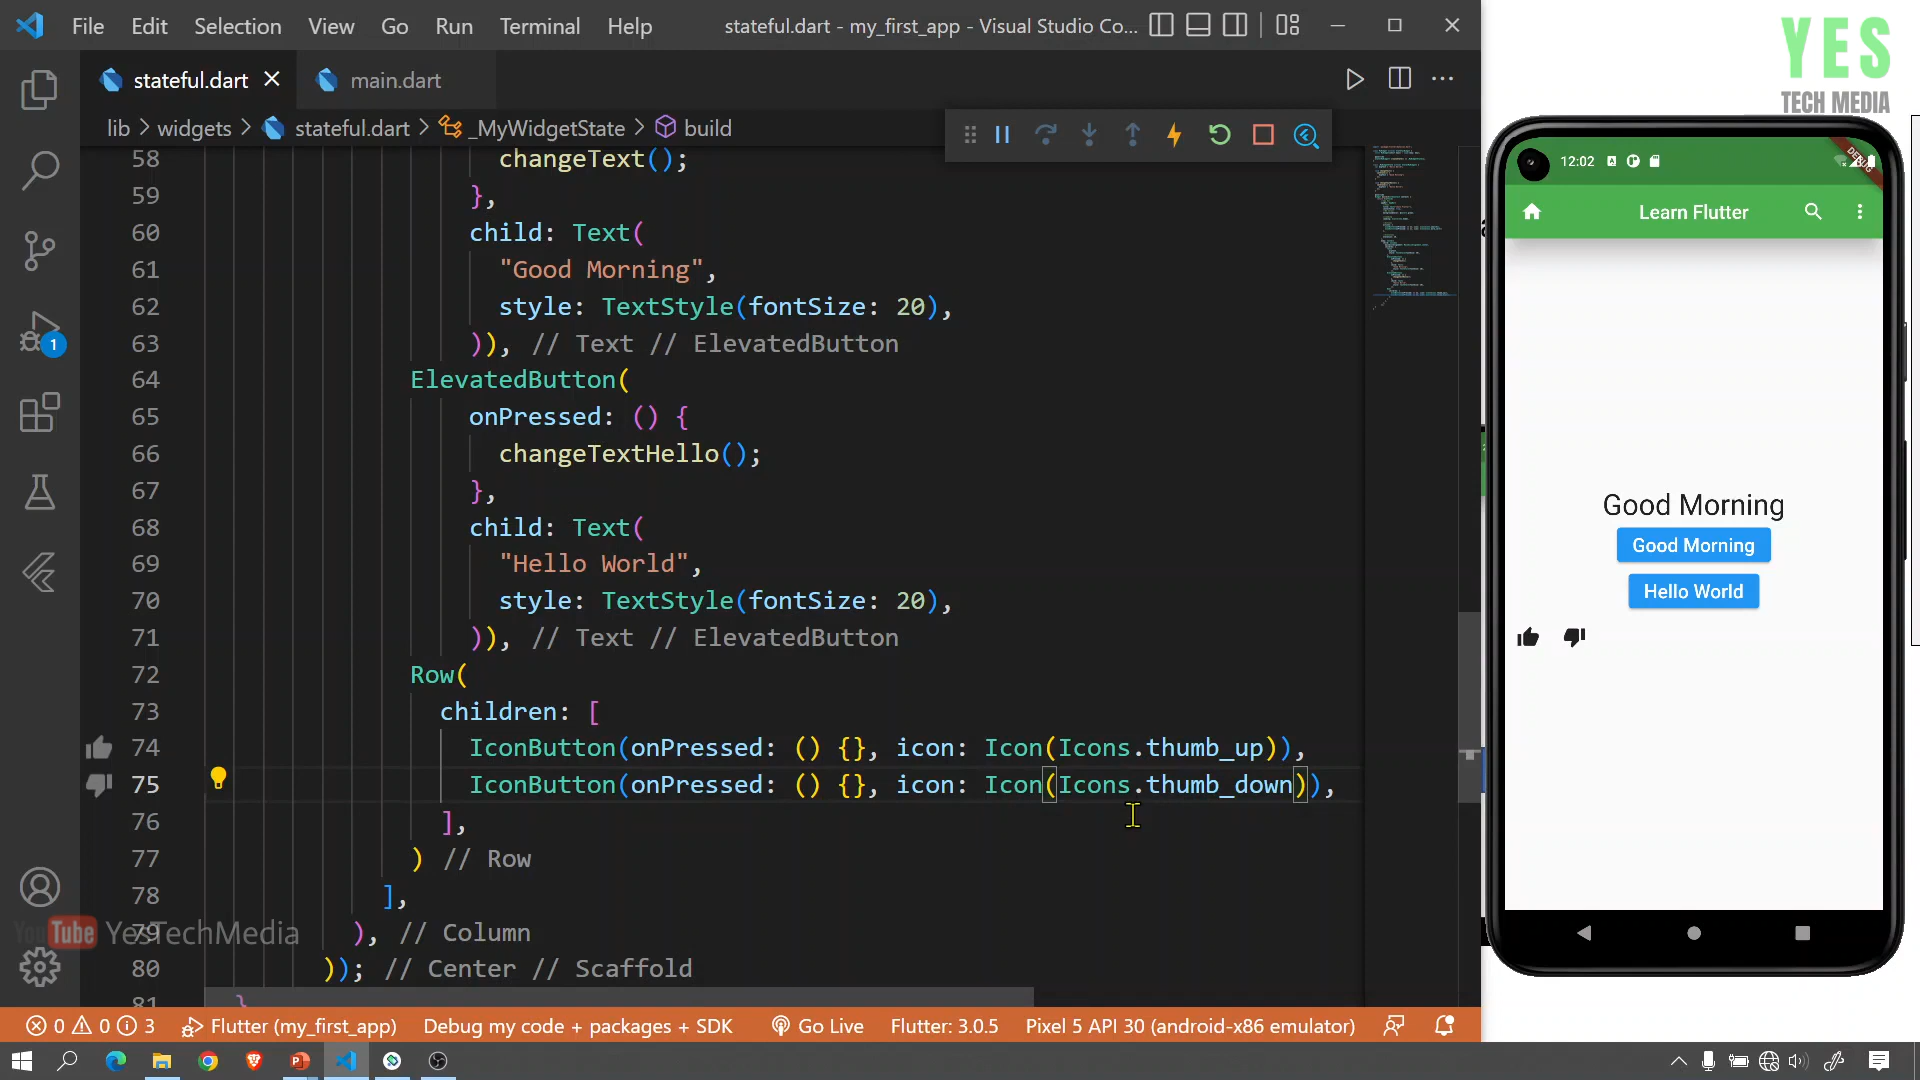 File Edit Selection View Go Run Terminal Help stateful.dart - my_first_app - Visual Studio Co...
stateful.dart main.dart
lib > widgets > stateful.dart > _MyWidgetState > build
58 changeText();
59 },
60 child: Text(
61 "Good Morning",
62 style: TextStyle(fontSize: 20),
63 )), // Text // ElevatedButton
64 ElevatedButton(
65 onPressed: () {
66 changeTextHello();
67 },
68 child: Text(
69 "Hello World",
70 style: TextStyle(fontSize: 20),
71 )), // Text // ElevatedButton
72 Row(
73 children: [
74 IconButton(onPressed: () {}, icon: Icon(Icons.thumb_up)),
75 IconButton(onPressed: () {}, icon: Icon(Icons.thumb_down)),
76 ],
77 ) // Row
78 ],
79 ), // Column
80 )); // Center // Scaffold
81 }
1
YouTube YesTechMedia
0 0 3 Flutter (my_first_app) Debug my code + packages + SDK Go Live Flutter: 3.0.5 Pixel 5 API 30 (android-x86 emulator)
YES
TECH MEDIA
12:02
DEBUG
Learn Flutter
Good Morning
Good Morning
Hello World